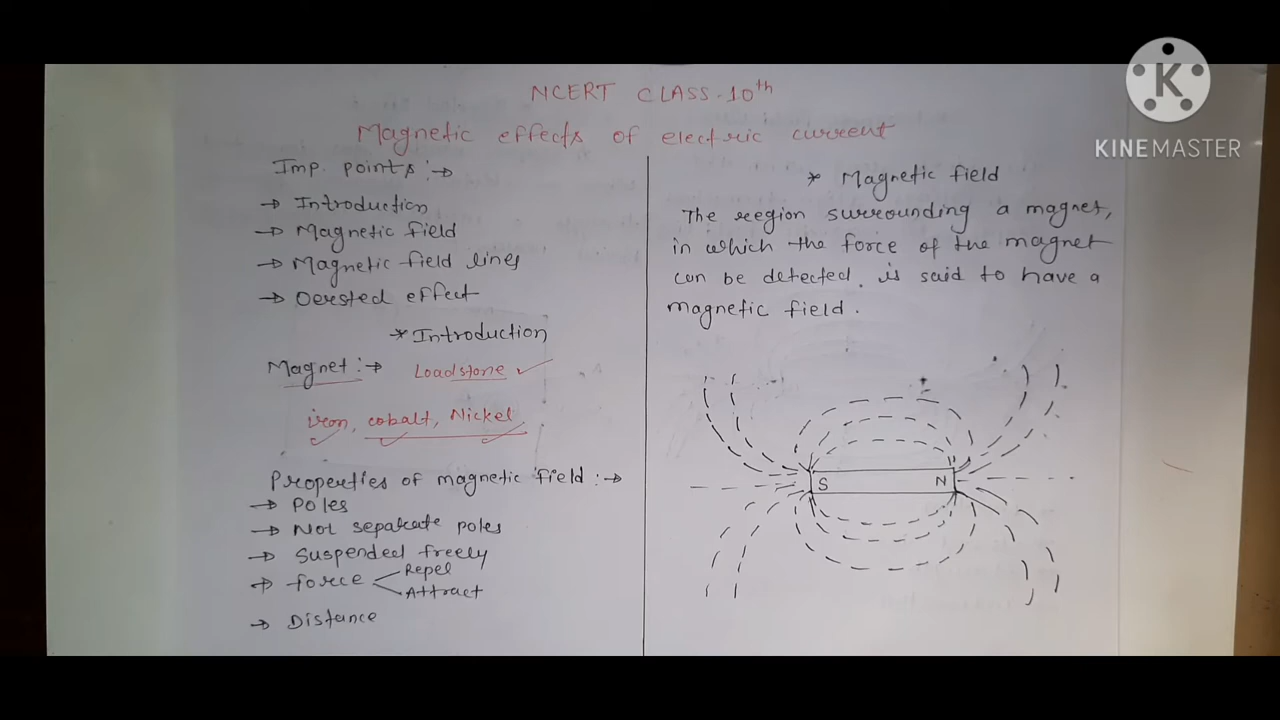 NCERT CLASS-10th
Magnetic effects of electric current
Imp. points :→
→ Introduction
→ Magnetic field
→ Magnetic field lines
→ Oersted effect
* Introduction
Magnet :→ Loadstone ✓
iron, cobalt, Nickel
Properties of magnetic field :→
→ Poles
→ Not separate poles
→ Suspended freely
→ force
Repel
Attract
→ Distance
* Magnetic field
The reegion surrounding a magnet,
in which the force of the magnet
can be detected. is said to have a
magnetic field.
S N
K
KINEMASTER